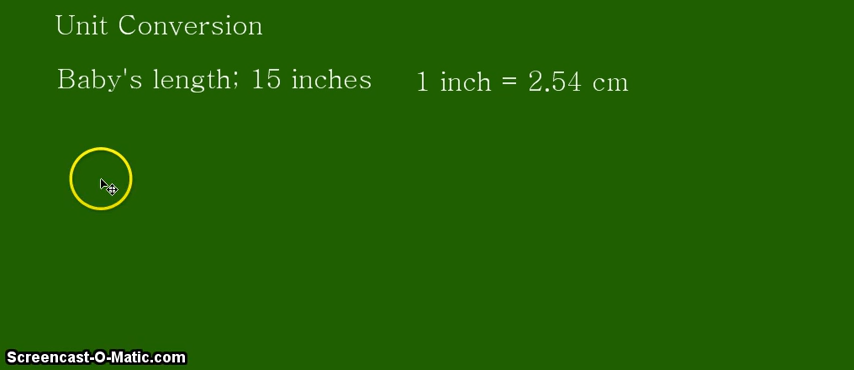 Unit Conversion
Baby's length; 15 inches 1 inch = 2.54 cm
Screencast-O-Matic.com